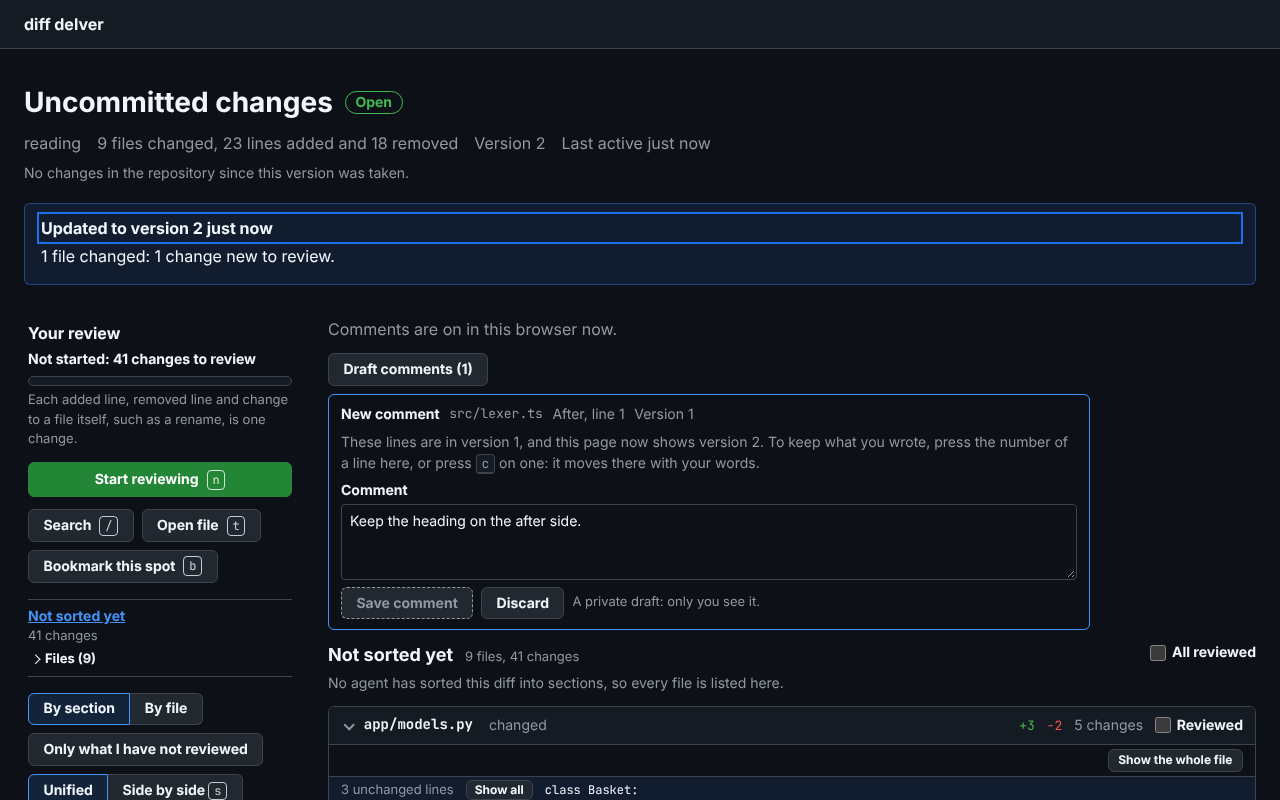 diff delver
Uncommitted changes Open
reading 9 files changed, 23 lines added and 18 removed Version 2 Last active just now
No changes in the repository since this version was taken.
Updated to version 2 just now
1 file changed: 1 change new to review.
Your review
Not started: 41 changes to review
Each added line, removed line and change
to a file itself, such as a rename, is one
change.
Start reviewing n
Search / Open file t
Bookmark this spot b
Not sorted yet
41 changes
Files (9)
By section By file
Only what I have not reviewed
Unified Side by side s
Comments are on in this browser now.
Draft comments (1)
New comment src/lexer.ts After, line 1 Version 1
These lines are in version 1, and this page now shows version 2. To keep what you wrote, press the number of
a line here, or press c on one: it moves there with your words.
Comment
Keep the heading on the after side.
Save comment Discard A private draft: only you see it.
Not sorted yet 9 files, 41 changes All reviewed
No agent has sorted this diff into sections, so every file is listed here.
app/models.py changed +3 -2 5 changes Reviewed
Show the whole file
3 unchanged lines Show all class Basket: